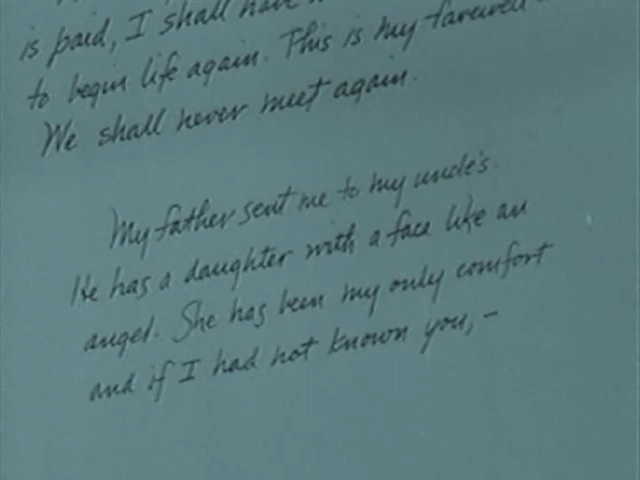 is paid, I shall have
to begin life again. This is my farewell
We shall never meet again.
My father sent me to my uncle's.
He has a daughter with a face like an
angel. She has been my only comfort
and if I had not known you, –